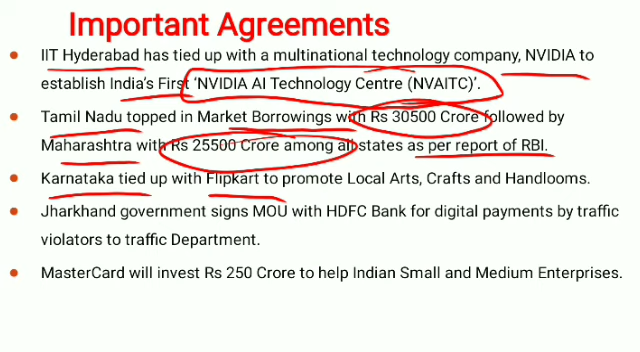 Important Agreements
• IIT Hyderabad has tied up with a multinational technology company, NVIDIA to
establish India's First 'NVIDIA AI Technology Centre (NVAITC)'.
• Tamil Nadu topped in Market Borrowings with Rs 30500 Crore followed by
Maharashtra with Rs 25500 Crore among all states as per report of RBI.
• Karnataka tied up with Flipkart to promote Local Arts, Crafts and Handlooms.
• Jharkhand government signs MOU with HDFC Bank for digital payments by traffic
violators to traffic Department.
• MasterCard will invest Rs 250 Crore to help Indian Small and Medium Enterprises.